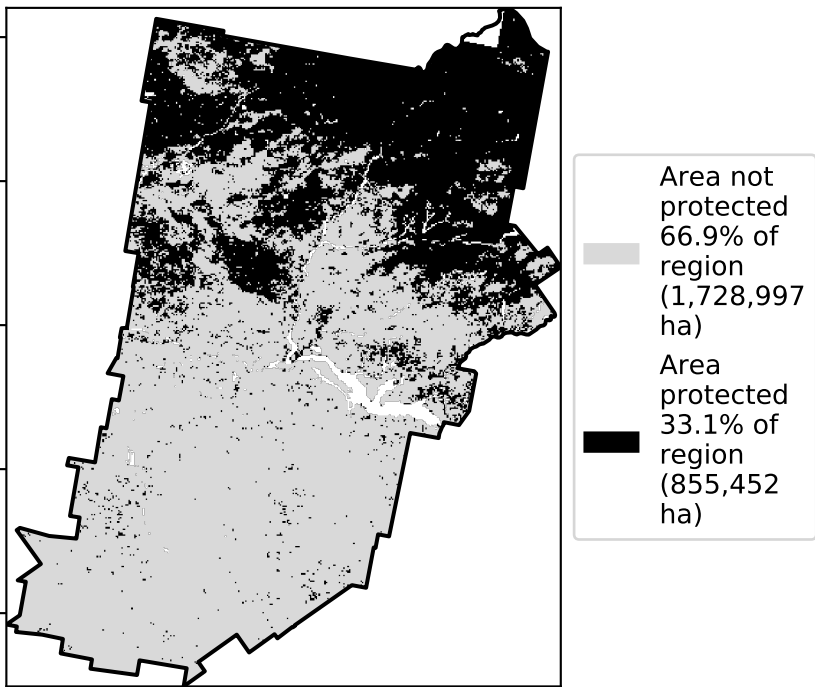 Area not
protected
66.9% of
region
(1,728,997
ha)
Area
protected
33.1% of
region
(855,452
ha)